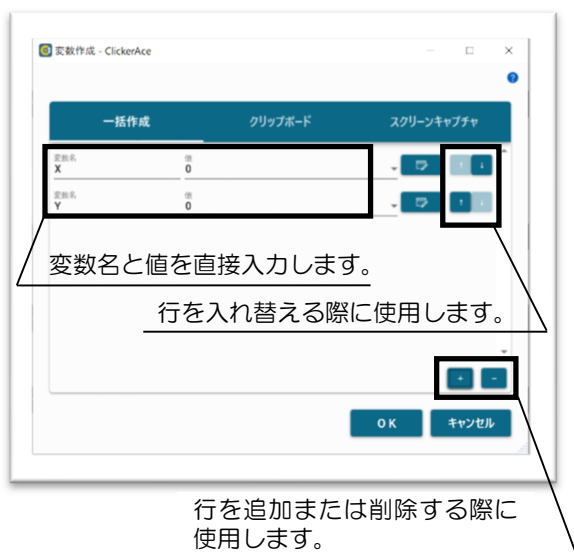 変数作成 - ClickerAce
?
一括作成 クリップボード スクリーンキャプチャ
変数名 値
X 0
↑ ↓
変数名 値
Y 0
↑ ↓
変数名と値を直接入力します。
行を入れ替える際に使用します。
+ -
OK キャンセル
行を追加または削除する際に
使用します。